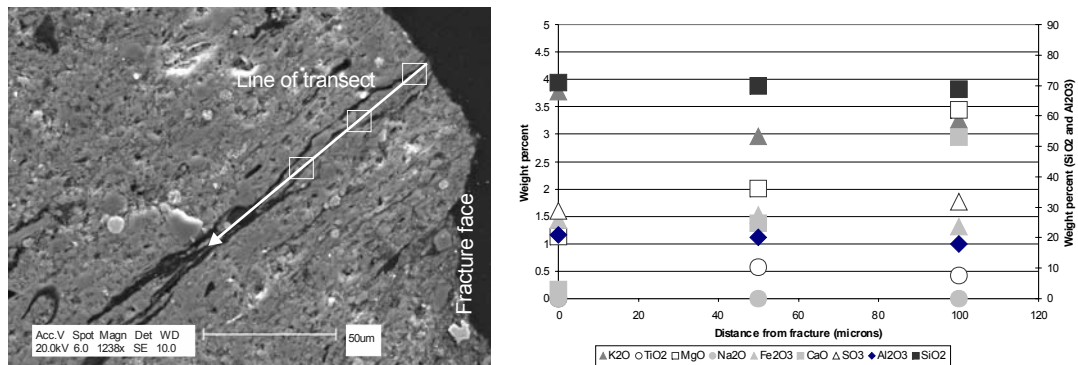 Line of transect
Fracture face
Acc.V Spot Magn Det WD
20.0kV 6.0 1238x SE 10.0
50um
Weight percent
5
4.5
4
3.5
3
2.5
2
1.5
1
0.5
0
0 20 40 60 80 100 120
Distance from fracture (microns)
90
80
70
60
50
40
30
20
10
0
Weight percent (SiO2 and Al2O3)
K2O TiO2 MgO Na2O Fe2O3 CaO SO3 Al2O3 SiO2